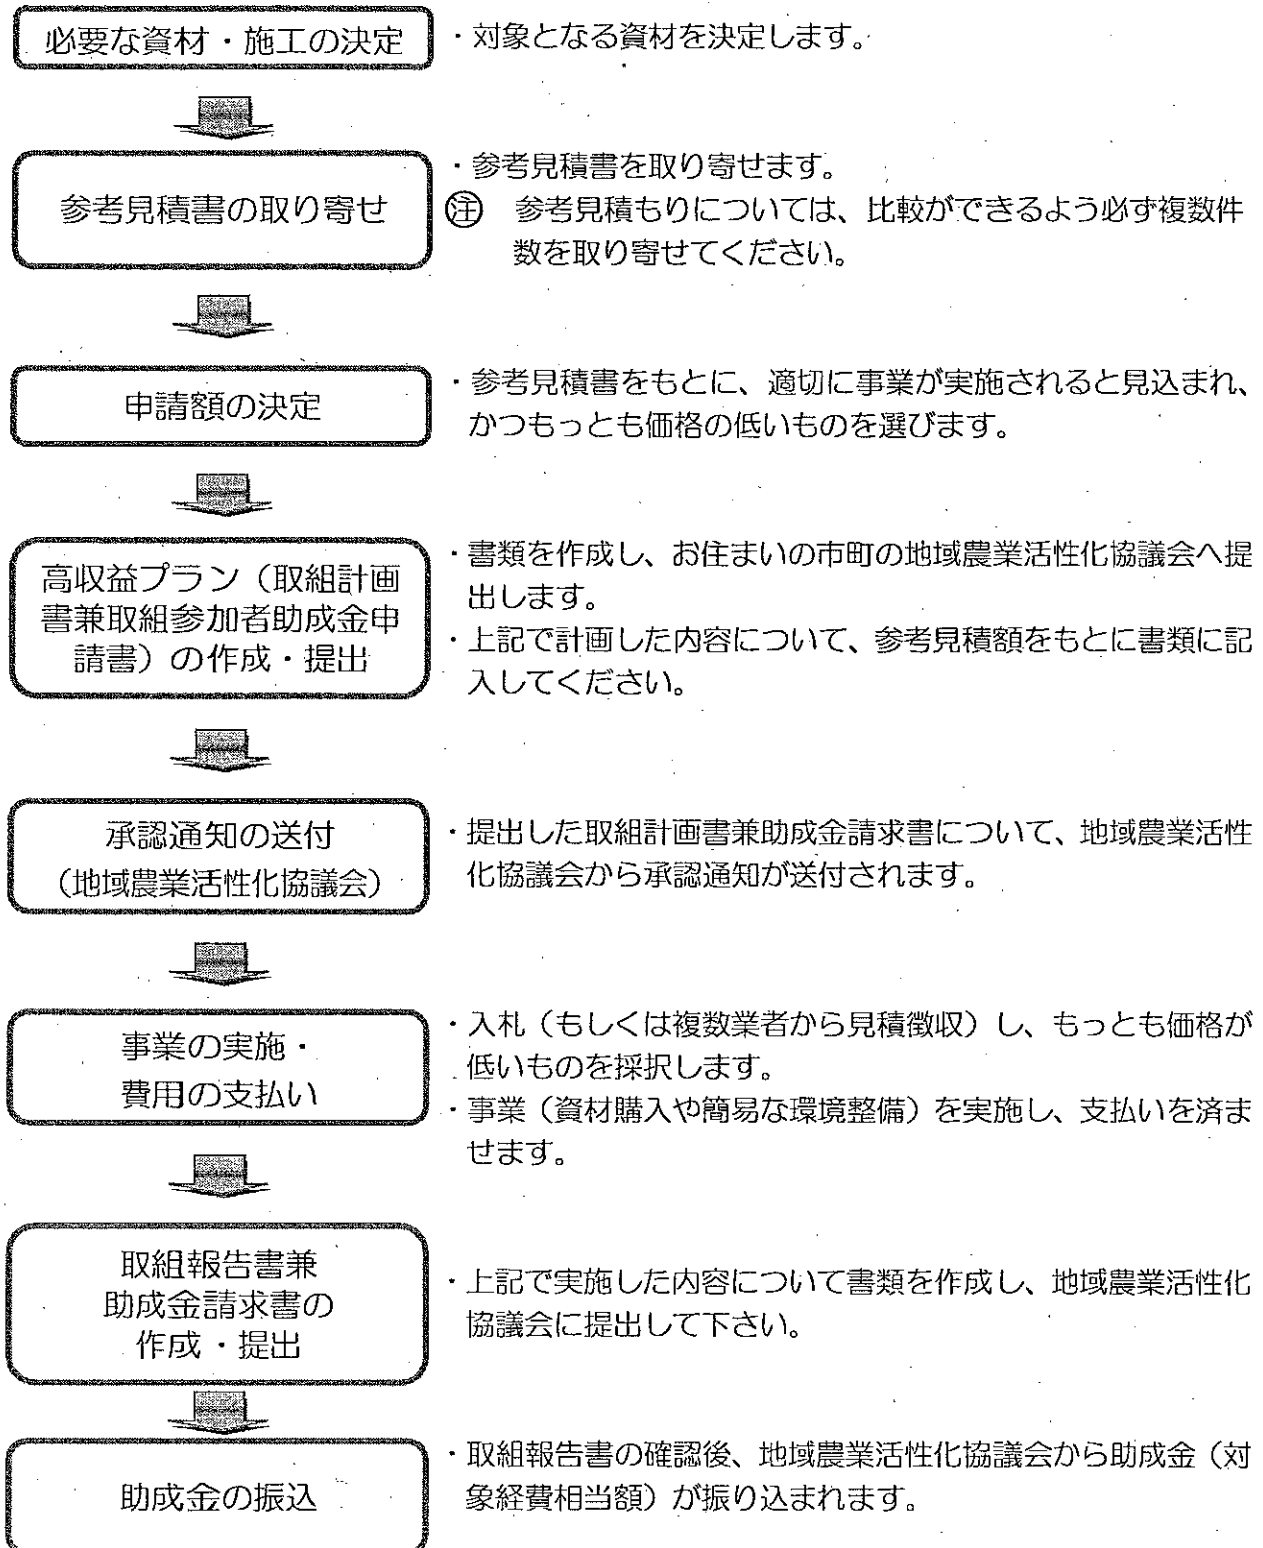 必要な資材・施工の決定
・対象となる資材を決定します。
参考見積書の取り寄せ
・参考見積書を取り寄せます。
㊟ 参考見積もりについては、比較ができるよう必ず複数件
数を取り寄せてください。
申請額の決定
・参考見積書をもとに、適切に事業が実施されると見込まれ、
かつもっとも価格の低いものを選びます。
高収益プラン（取組計画
書兼取組参加者助成金申
請書）の作成・提出
・書類を作成し、お住まいの市町の地域農業活性化協議会へ提
出します。
・上記で計画した内容について、参考見積額をもとに書類に記
入してください。
承認通知の送付
（地域農業活性化協議会）
・提出した取組計画書兼助成金請求書について、地域農業活性
化協議会から承認通知が送付されます。
事業の実施・
費用の支払い
・入札（もしくは複数業者から見積徴収）し、もっとも価格が
低いものを採択します。
・事業（資材購入や簡易な環境整備）を実施し、支払いを済ま
せます。
取組報告書兼
助成金請求書の
作成・提出
・上記で実施した内容について書類を作成し、地域農業活性化
協議会に提出して下さい。
助成金の振込
・取組報告書の確認後、地域農業活性化協議会から助成金（対
象経費相当額）が振り込まれます。